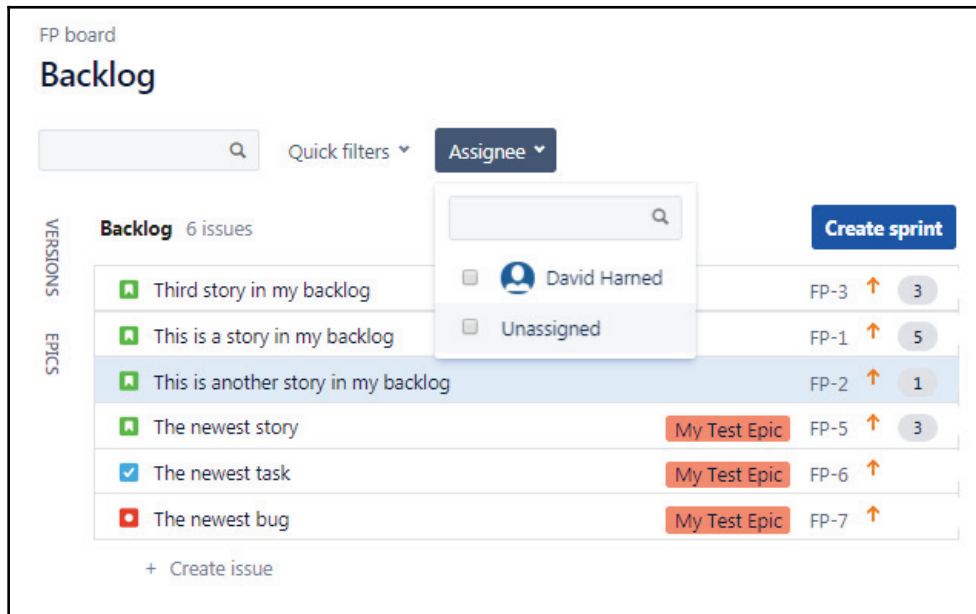 FP board
Backlog
Quick filters Assignee
VERSIONS
EPICS
Backlog 6 issues
Create sprint
David Harned
Unassigned
Third story in my backlog FP-3 3
This is a story in my backlog FP-1 5
This is another story in my backlog FP-2 1
The newest story My Test Epic FP-5 3
The newest task My Test Epic FP-6
The newest bug My Test Epic FP-7
+ Create issue